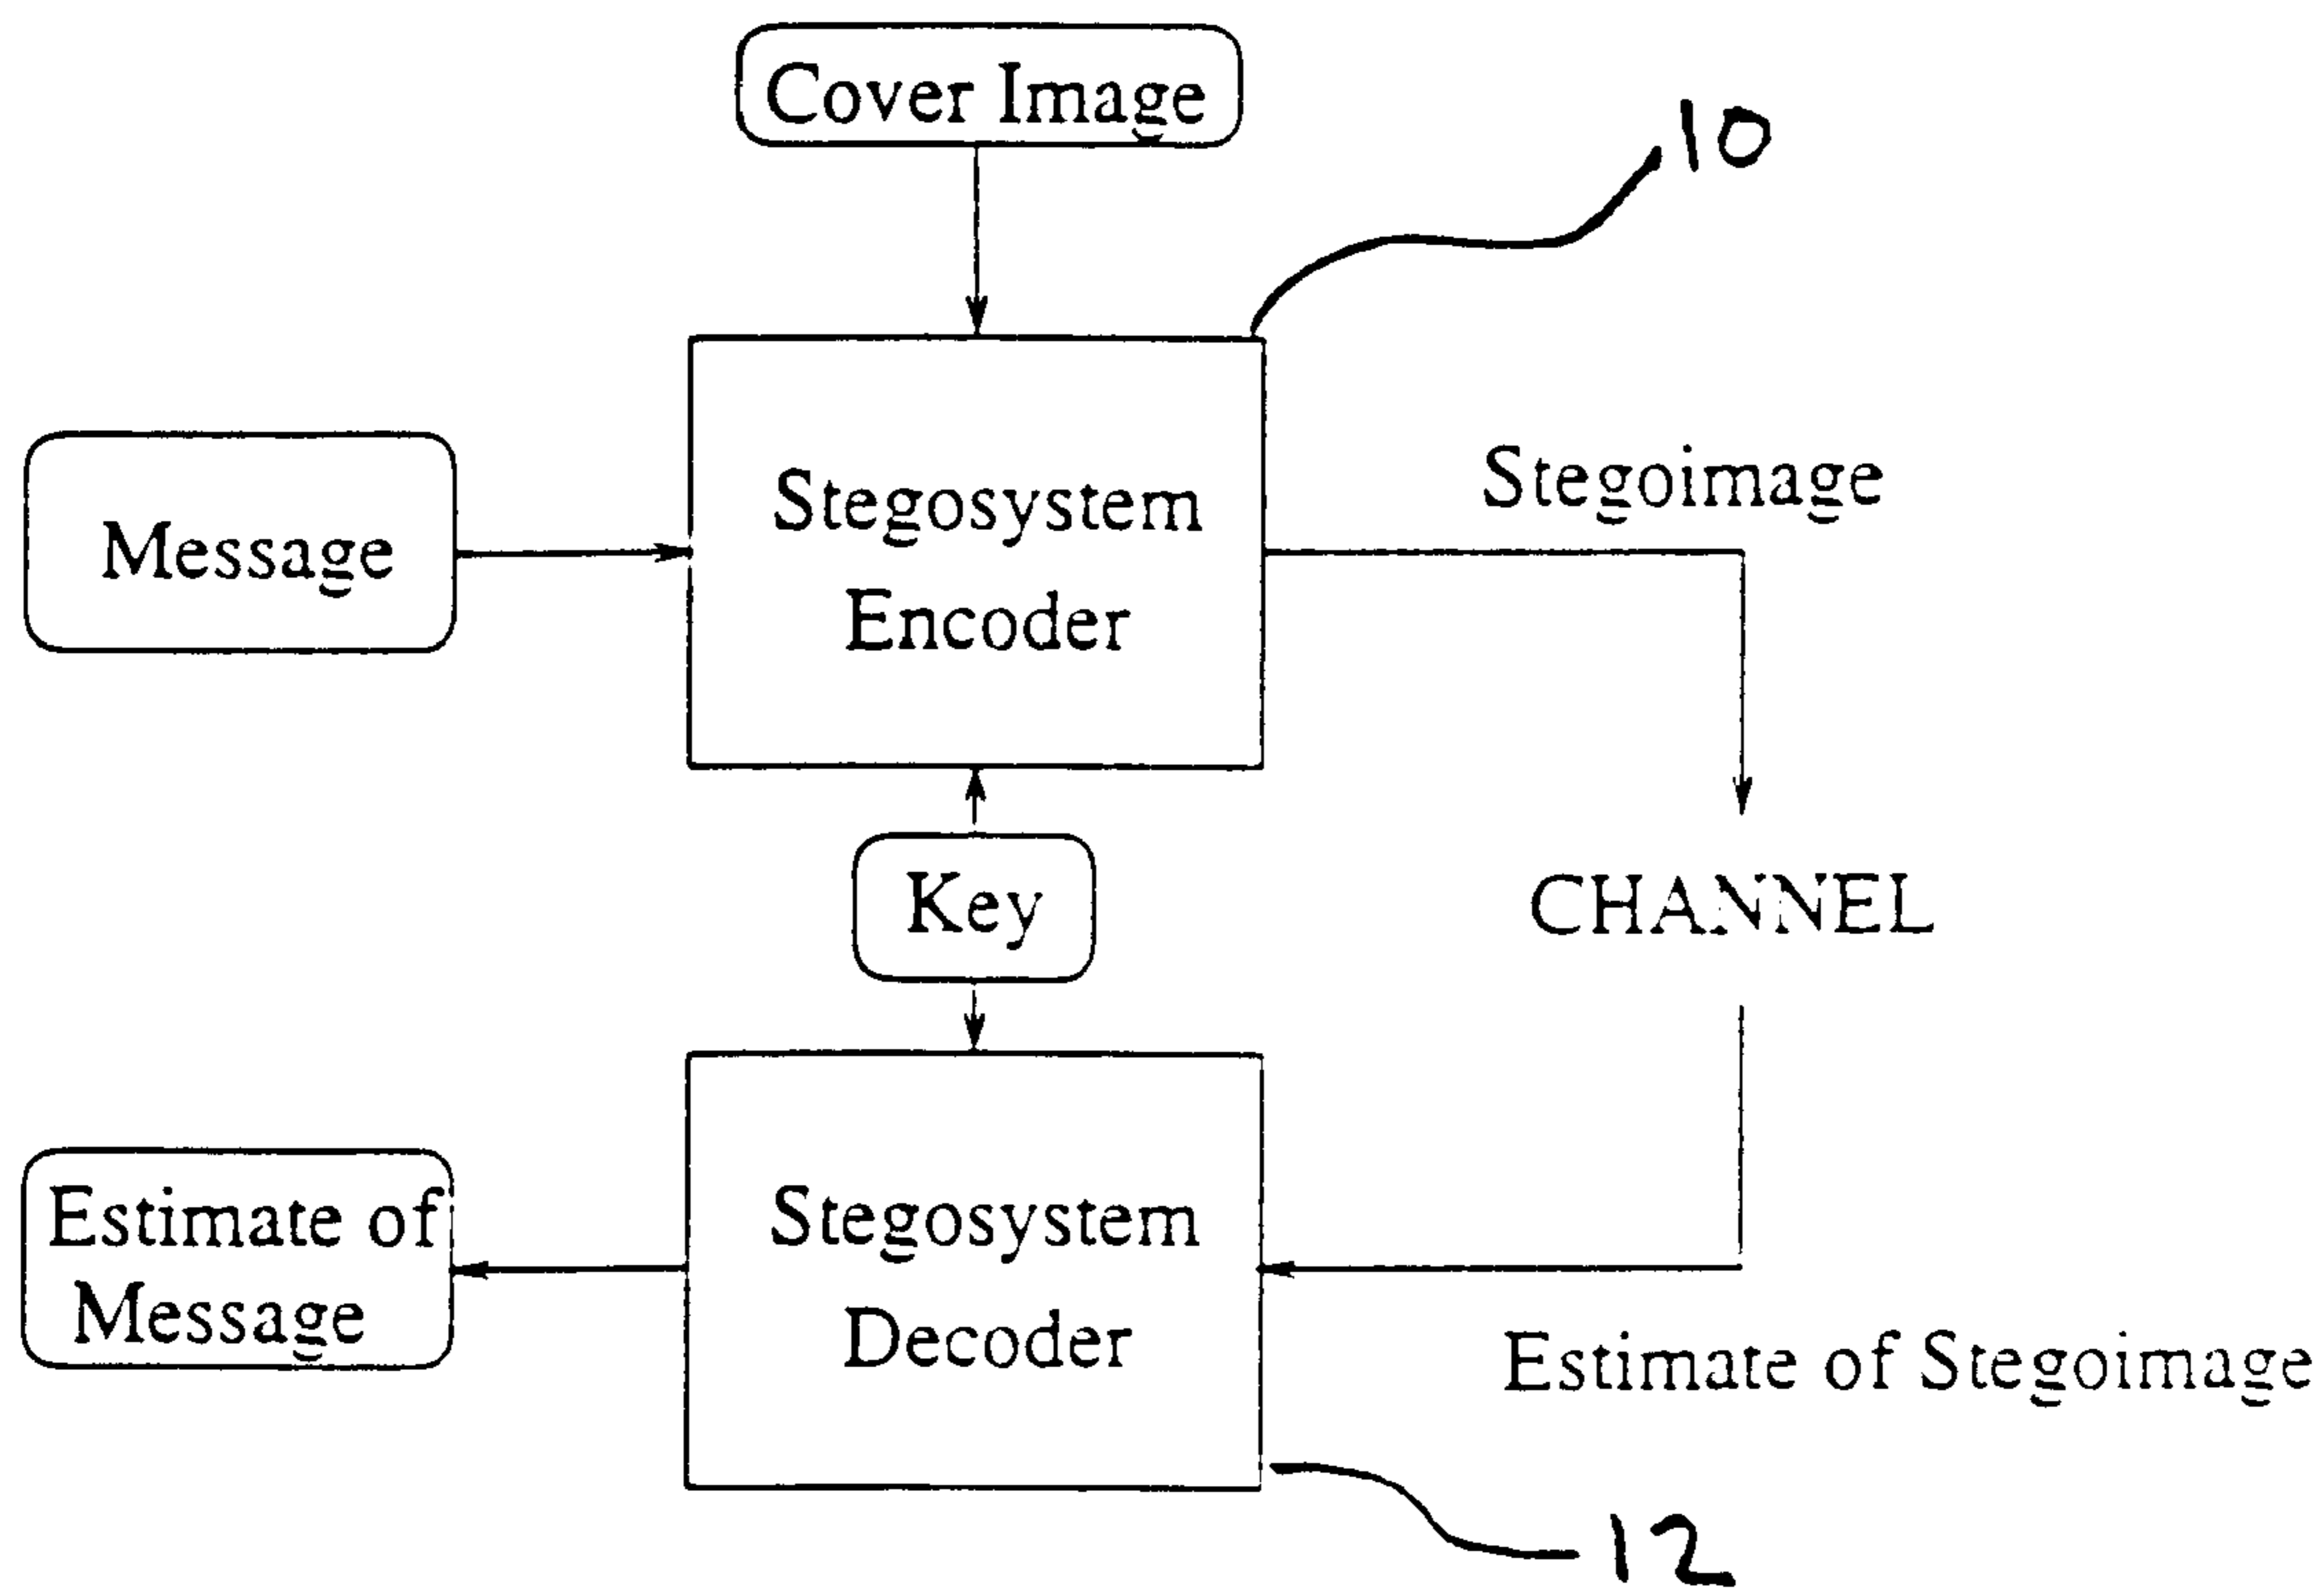 Cover Image
10
Message
Stegosystem
Encoder
Stegoimage
Key
CHANNEL
Estimate of
Message
Stegosystem
Decoder
Estimate of Stegoimage
12